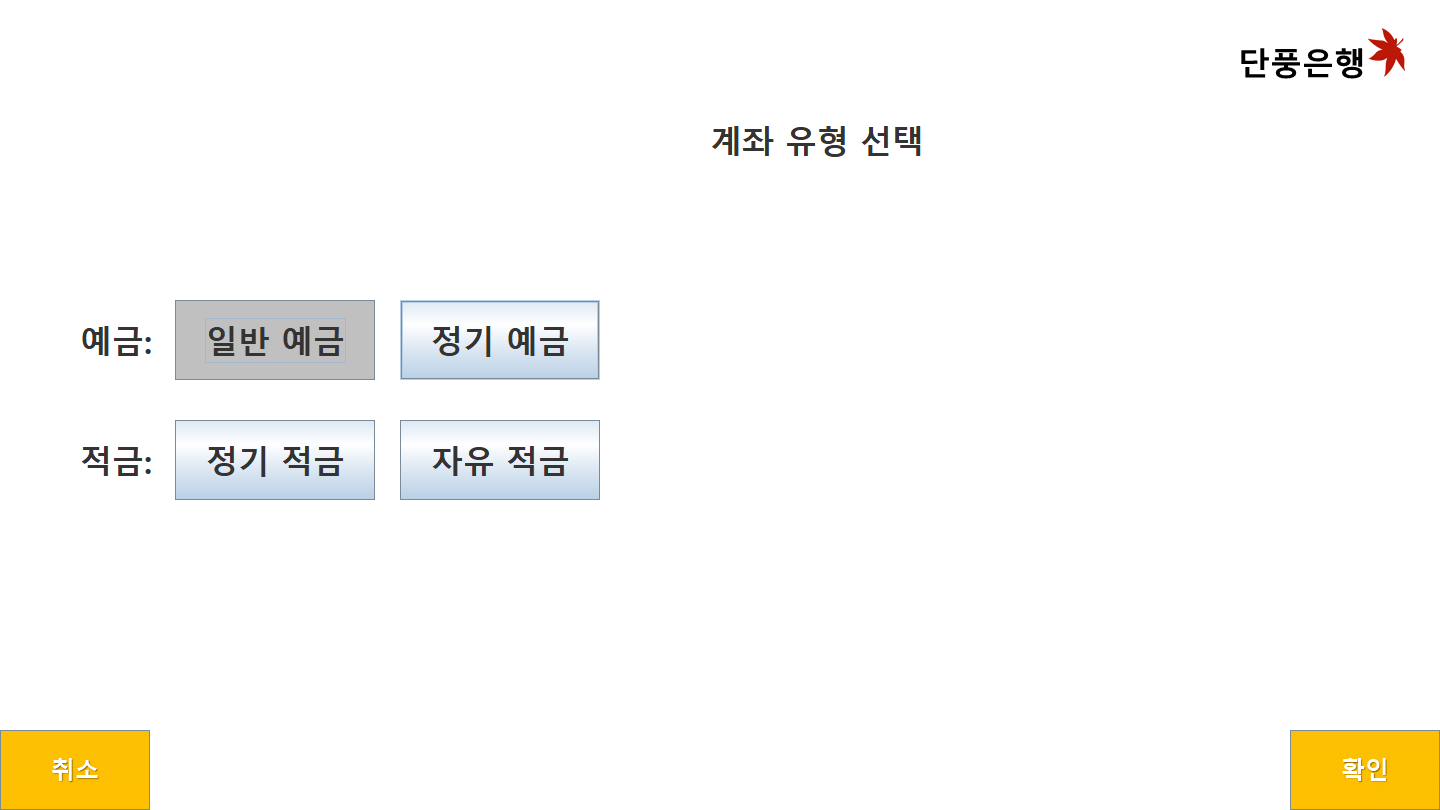 단풍은행
계좌 유형 선택
예금: 일반 예금 정기 예금
적금: 정기 적금 자유 적금
취소 확인